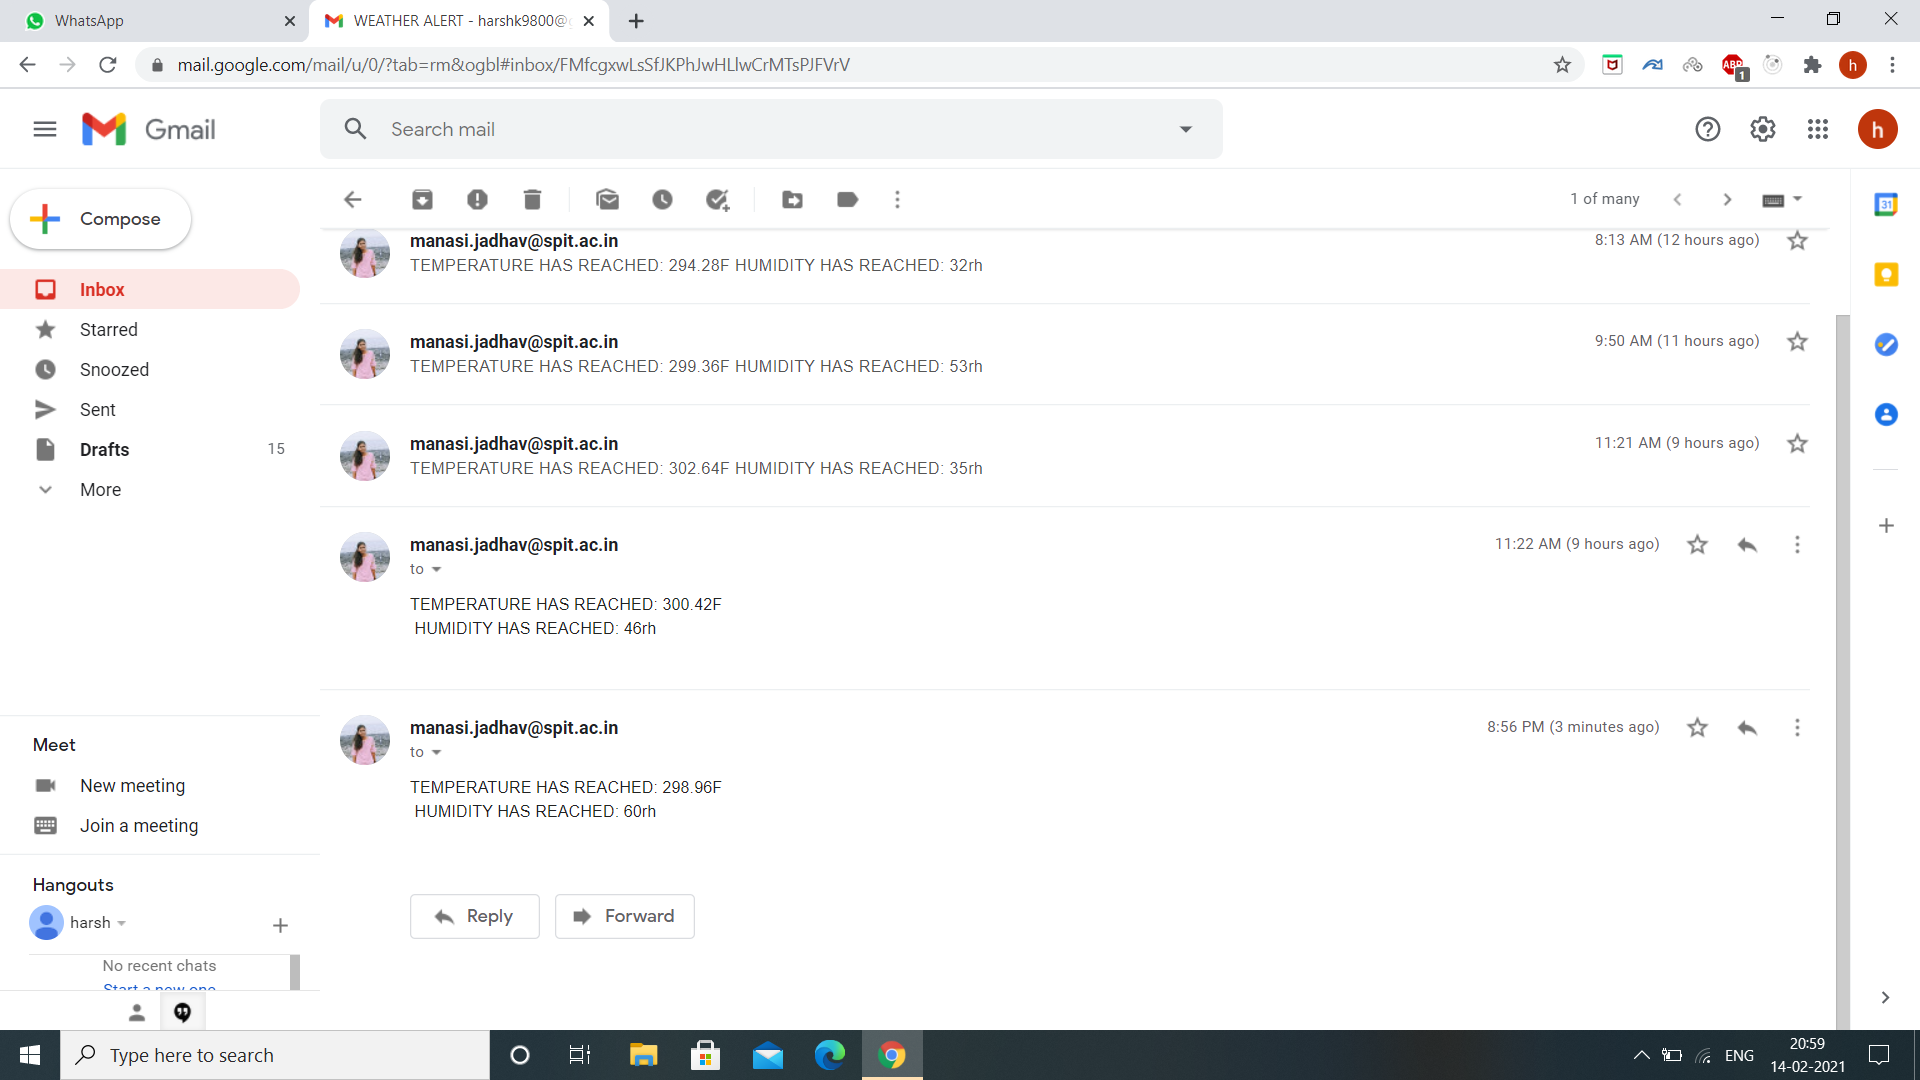 WhatsApp
WEATHER ALERT - harshk9800@
mail.google.com/mail/u/0/?tab=rm&ogbl#inbox/FMfcgxwLsSfJKPhJwHLlwCrMTsPJFVrV
ABP
1
h
Gmail
Search mail
h
Compose
1 of many
31
Inbox
Starred
Snoozed
Sent
Drafts 15
More
manasi.jadhav@spit.ac.in 8:13 AM (12 hours ago)
TEMPERATURE HAS REACHED: 294.28F HUMIDITY HAS REACHED: 32rh
manasi.jadhav@spit.ac.in 9:50 AM (11 hours ago)
TEMPERATURE HAS REACHED: 299.36F HUMIDITY HAS REACHED: 53rh
manasi.jadhav@spit.ac.in 11:21 AM (9 hours ago)
TEMPERATURE HAS REACHED: 302.64F HUMIDITY HAS REACHED: 35rh
manasi.jadhav@spit.ac.in 11:22 AM (9 hours ago)
to
TEMPERATURE HAS REACHED: 300.42F
HUMIDITY HAS REACHED: 46rh
manasi.jadhav@spit.ac.in 8:56 PM (3 minutes ago)
to
TEMPERATURE HAS REACHED: 298.96F
HUMIDITY HAS REACHED: 60rh
Reply Forward
Meet
New meeting
Join a meeting
Hangouts
harsh
No recent chats
Start a new one
Type here to search
ENG
20:59
14-02-2021